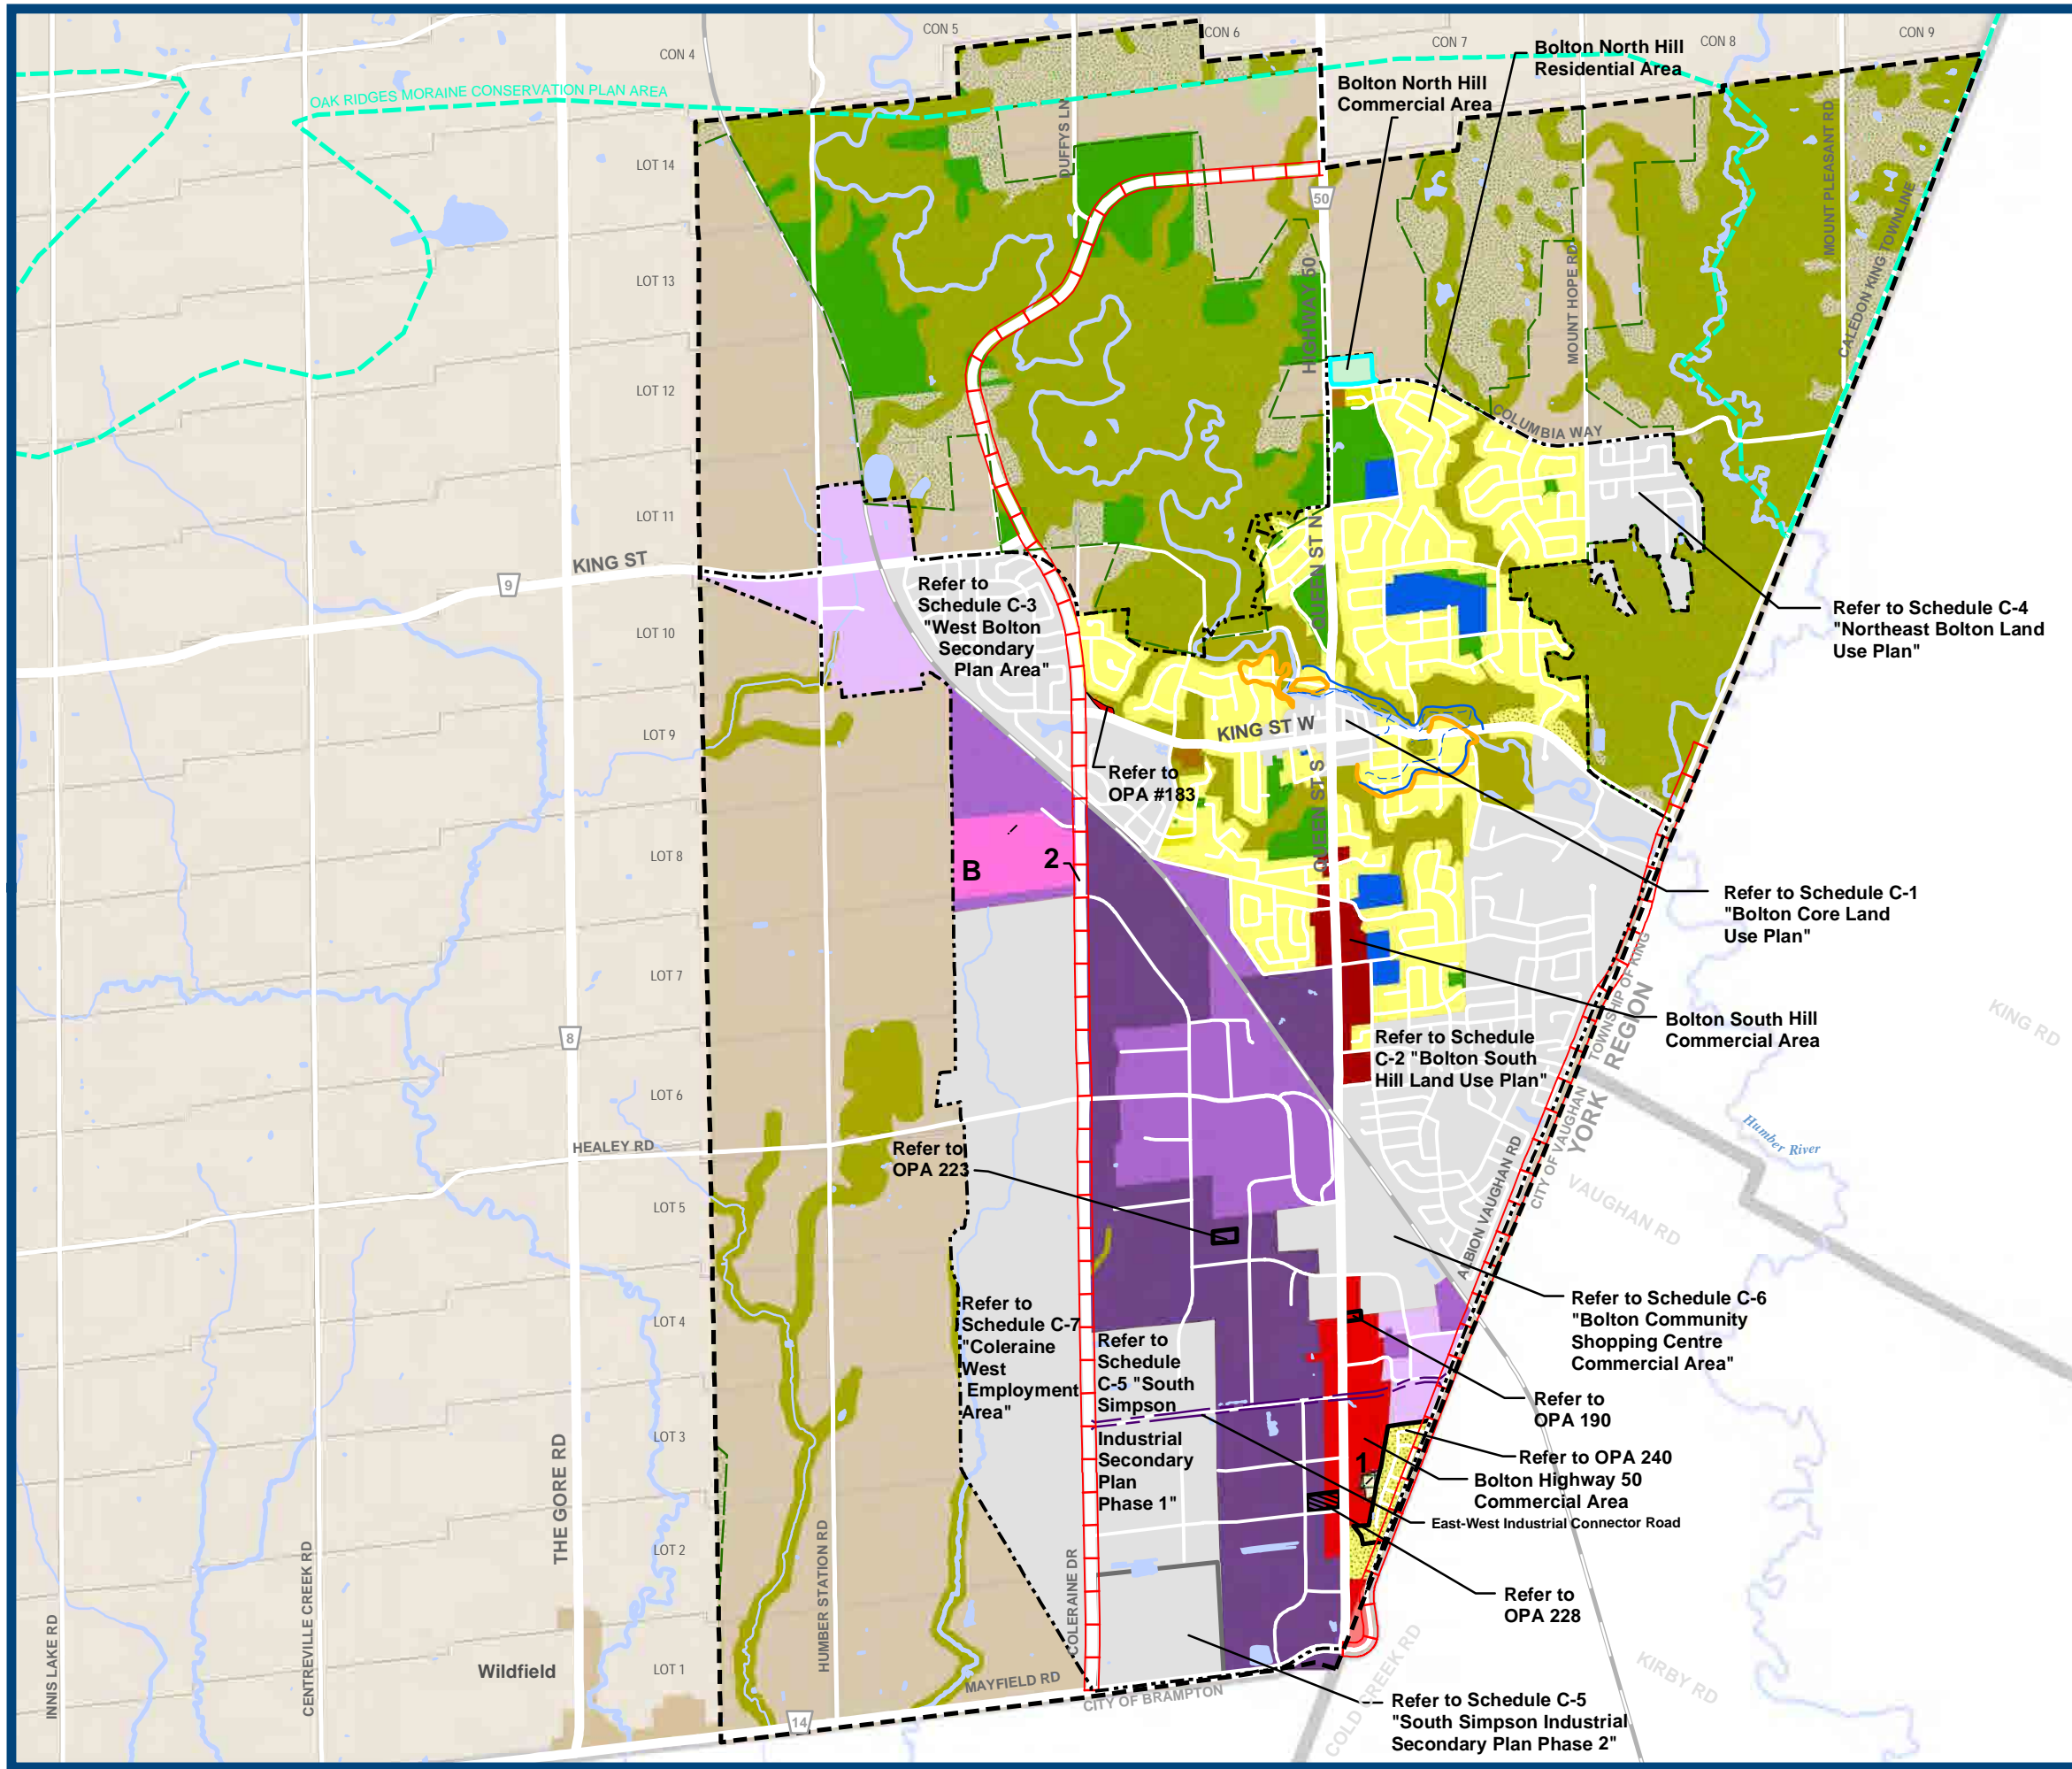 CON 4
CON 5
CON 6
CON 7
CON 8
CON 9
Bolton North Hill
Residential Area
Bolton North Hill
Commercial Area
OAK RIDGES MORAINE CONSERVATION PLAN AREA
DUFFYS LN
MOUNT PLEASANT RD
LOT 14
50
CALEDON KING TOWNLINE
LOT 13
HIGHWAY 50
MOUNT HOPE RD
LOT 12
COLUMBIA WAY
LOT 11
QUEEN ST N
KING ST
9
Refer to
Schedule C-3
"West Bolton
Secondary
Plan Area"
Refer to Schedule C-4
"Northeast Bolton Land
Use Plan"
LOT 10
LOT 9
KING ST W
Refer to
OPA #183
QUEEN ST S
LOT 8
B
2
Refer to Schedule C-1
"Bolton Core Land
Use Plan"
LOT 7
TOWNSHIP OF KING
YORK REGION
KING RD
Bolton South Hill
Commercial Area
8
Refer to Schedule
C-2 "Bolton South
Hill Land Use Plan"
LOT 6
HEALEY RD
Humber River
CITY OF VAUGHAN
Refer to
OPA 223
ALBION VAUGHAN RD
VAUGHAN RD
LOT 5
Refer to
Schedule C-7
"Coleraine
West
Employment
Area"
Refer to Schedule C-6
"Bolton Community
Shopping Centre
Commercial Area"
LOT 4
Refer to
Schedule
C-5 "South
Simpson
Industrial
Secondary
Plan
Phase 1"
Refer to
OPA 190
LOT 3
Refer to OPA 240
1
Bolton Highway 50
Commercial Area
East-West Industrial Connector Road
THE GORE RD
LOT 2
HUMBER STATION RD
COLERAINE DR
Refer to
OPA 228
INNIS LAKE RD
CENTREVILLE CREEK RD
Wildfield
LOT 1
MAYFIELD RD
CITY OF BRAMPTON
14
COLD CREEK RD
KIRBY RD
Refer to Schedule C-5
"South Simpson Industrial
Secondary Plan Phase 2"